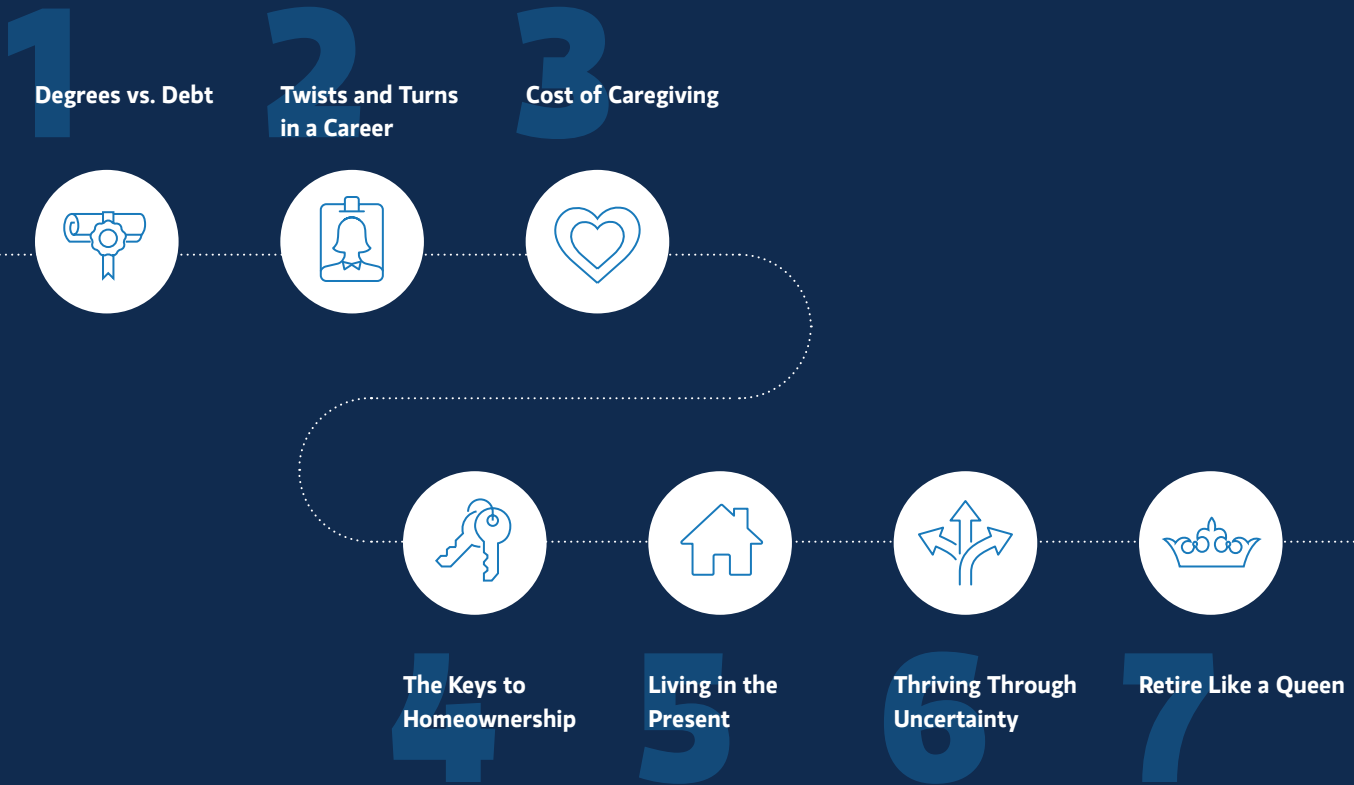 1
Degrees vs. Debt
2
Twists and Turns
in a Career
3
Cost of Caregiving
4
The Keys to
Homeownership
5
Living in the
Present
6
Thriving Through
Uncertainty
7
Retire Like a Queen